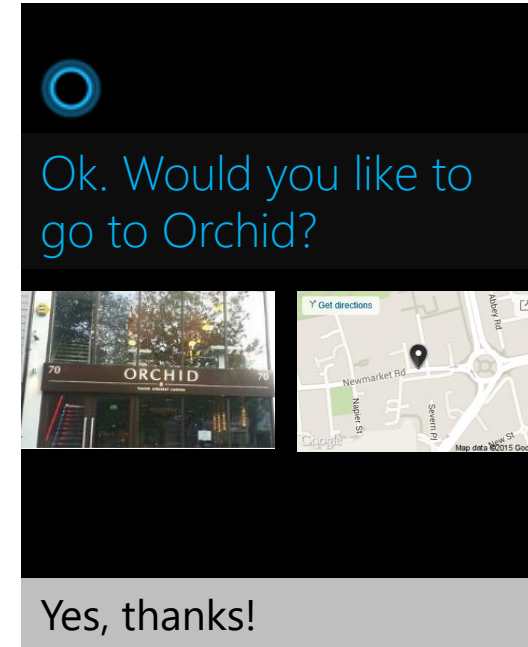 Ok. Would you like to
go to Orchid?
70 ORCHID 70
Get directions
Abbey Rd
Newmarket Rd
Napier St
Severn Pl
New St
Google
Map data ©2015 Goo
Yes, thanks!